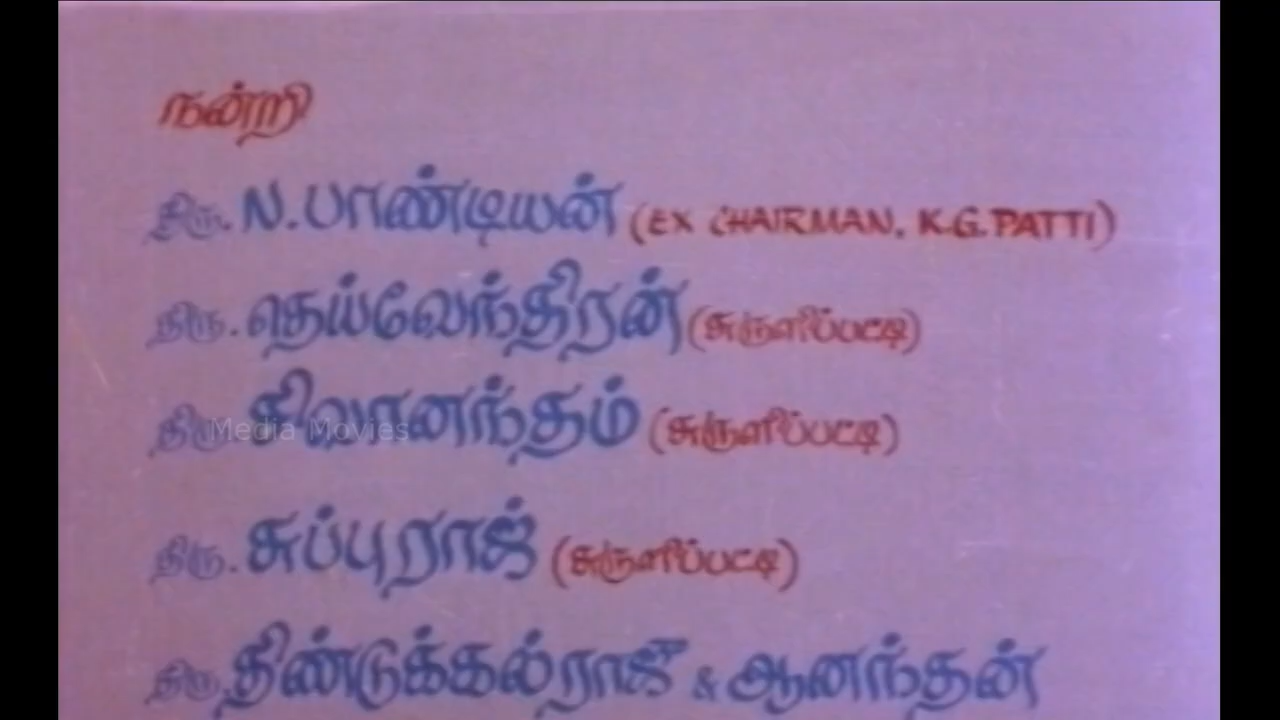 நன்றி
திரு. N.பாண்டியன் (EX CHAIRMAN. K.G.PATTI)
திரு. தெய்வேந்திரன் (சுருளிப்பட்டி)
திரு. சிவானந்தம் (சுருளிப்பட்டி)
Media Movies
திரு. சுப்புராஜ் (சுருளிப்பட்டி)
திரு. திண்டுக்கல்ராஜீ & ஆனந்தன்